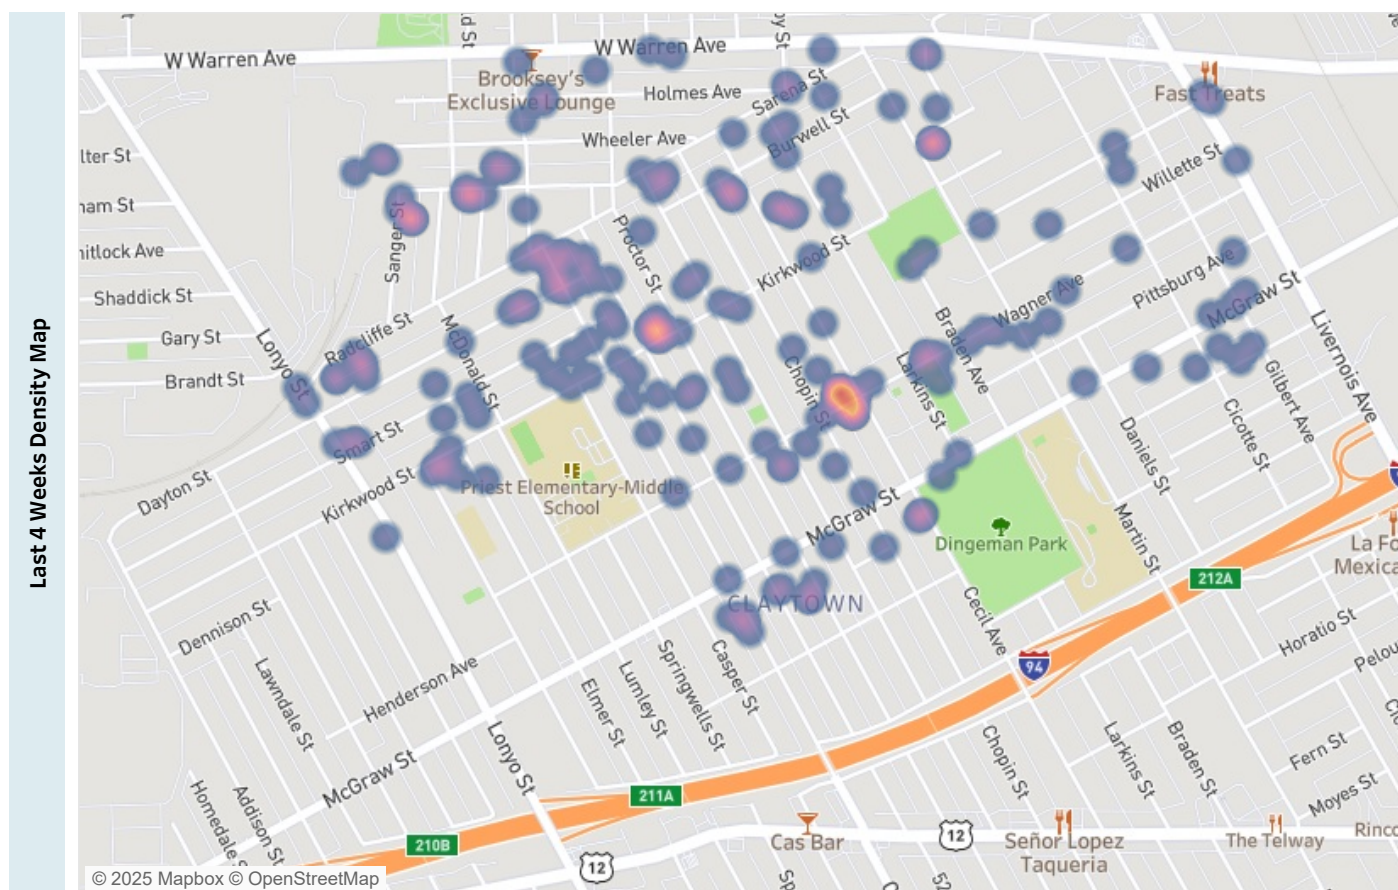 Last 4 Weeks Density Map
W Warren Ave
W Warren Ave
Brooksey's
Exclusive Lounge
Holmes Ave
Sarena St
Fast Treats
Wheeler Ave
Burwell St
Willette St
Sanger St
Proctor St
Kirkwood St
Shaddick St
Gary St
Brandt St
Lonyo St
Radcliffe St
McDonald St
Wagner Ave
Pittsburg Ave
McGraw St
Braden Ave
Livernois Ave
Chopin St
Larkins St
Gilbert Ave
Cicotte St
Daniels St
Smart St
Dayton St
Kirkwood St
Priest Elementary-Middle
School
McGraw St
Dingeman Park
Martin St
212A
CLAYTOWN
Dennison St
Cecil Ave
Horatio St
94
Henderson Ave
Lawndale St
Casper St
Springwells St
Lumley St
Elmer St
Lonyo St
McGraw St
Chopin St
Larkins St
Braden St
Fern St
Moyes St
Homedale S
Addison St
211A
210B
12
Cas Bar
12
Señor Lopez
Taqueria
The Telway
© 2025 Mapbox © OpenStreetMap